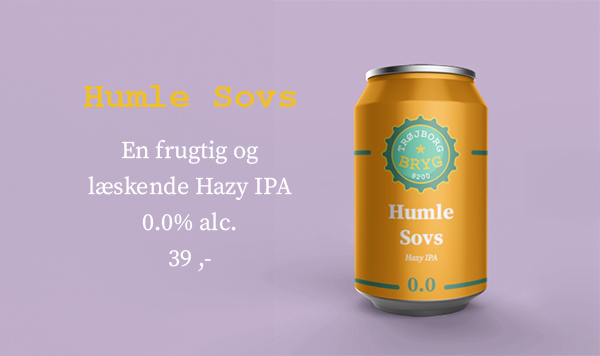 Humle Sovs
En frugtig og
læskende Hazy IPA
0.0% alc.
39 ,-
TRØJBORG
BRYG
8200
Humle
Sovs
Hazy IPA
0.0